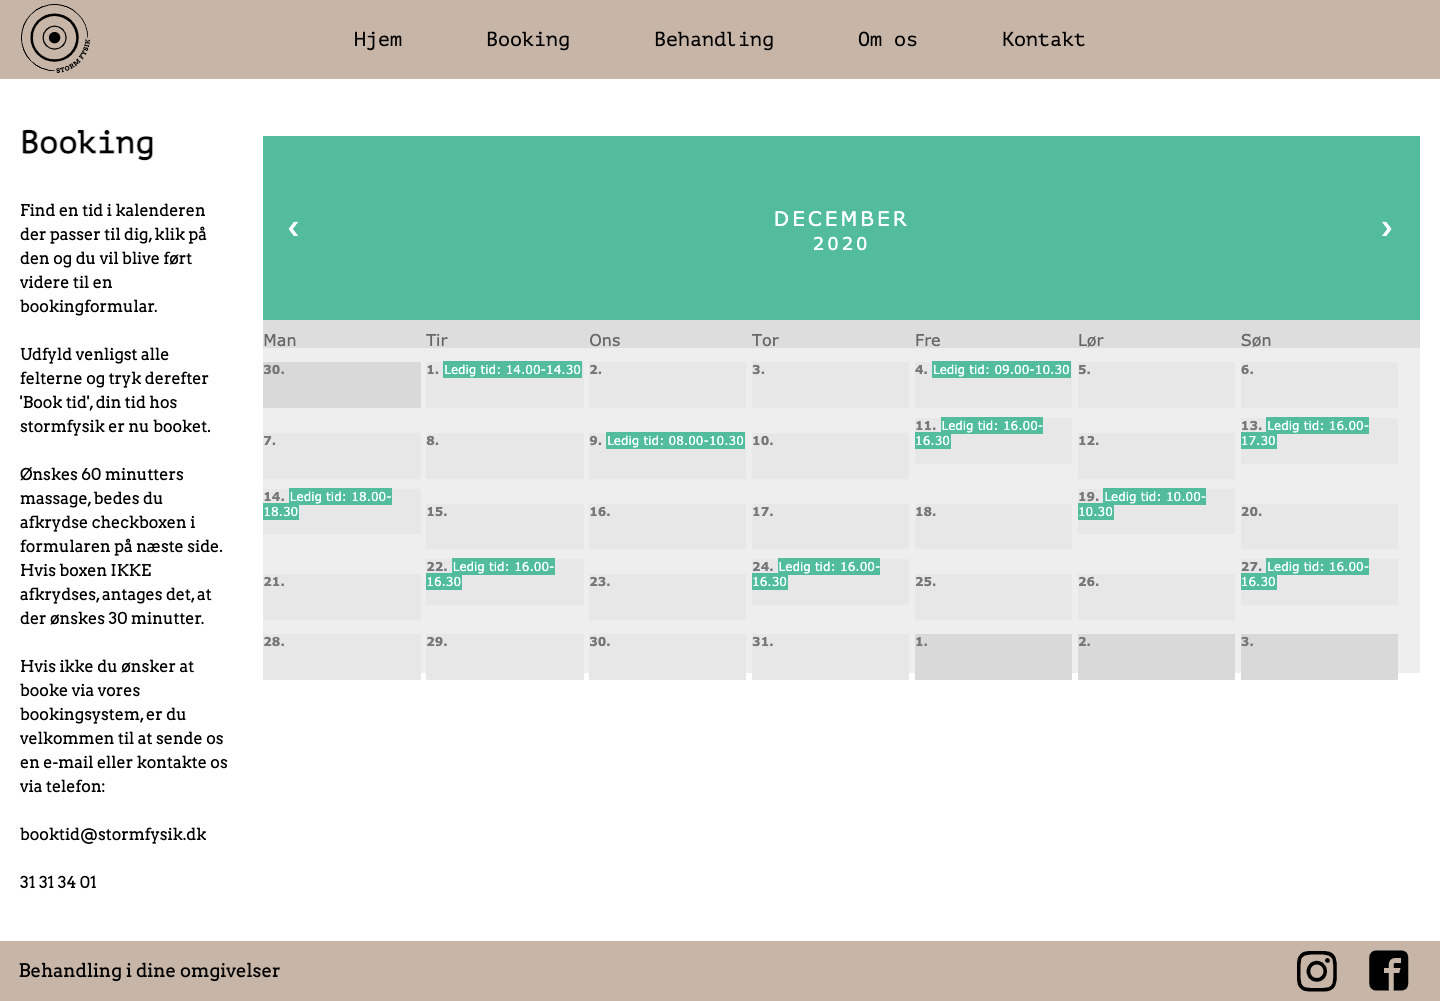 STORM FYSIK
Hjem Booking Behandling Om os Kontakt
Booking
Find en tid i kalenderen
der passer til dig, klik på
den og du vil blive ført
videre til en
bookingformular.
Udfyld venligst alle
felterne og tryk derefter
'Book tid', din tid hos
stormfysik er nu booket.
Ønskes 60 minutters
massage, bedes du
afkrydse checkboxen i
formularen på næste side.
Hvis boxen IKKE
afkrydses, antages det, at
der ønskes 30 minutter.
Hvis ikke du ønsker at
booke via vores
bookingsystem, er du
velkommen til at sende os
en e-mail eller kontakte os
via telefon:
booktid@stormfysik.dk
31 31 34 01
❮ DECEMBER ❯
2020
Man Tir Ons Tor Fre Lør Søn
30. 1. Ledig tid: 14.00-14.30 2. 3. 4. Ledig tid: 09.00-10.30 5. 6.
11. Ledig tid: 16.00- 13. Ledig tid: 16.00-
7. 8. 9. Ledig tid: 08.00-10.30 10. 16.30 12. 17.30
14. Ledig tid: 18.00- 19. Ledig tid: 10.00-
18.30 15. 16. 17. 18. 10.30 20.
22. Ledig tid: 16.00- 24. Ledig tid: 16.00- 27. Ledig tid: 16.00-
21. 16.30 23. 16.30 25. 26. 16.30
28. 29. 30. 31. 1. 2. 3.
Behandling i dine omgivelser